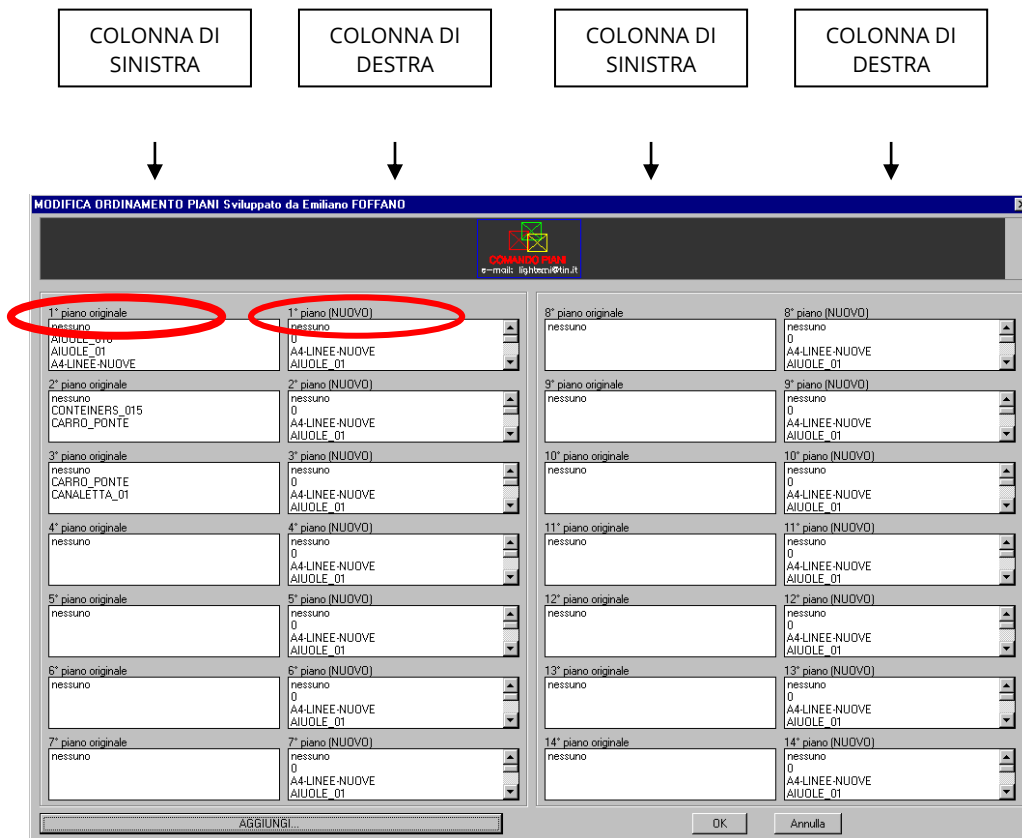 COLONNA DI
SINISTRA
COLONNA DI
DESTRA
COLONNA DI
SINISTRA
COLONNA DI
DESTRA
MODIFICA ORDINAMENTO PIANI Sviluppato da Emiliano FOFFANO
COMANDO PIANI
e-mail: lightemi@tin.it
1° piano originale
nessuno
AIUOLE_010
AIUOLE_01
A4-LINEE-NUOVE
1° piano (NUOVO)
nessuno
0
A4-LINEE-NUOVE
AIUOLE_01
2° piano originale
nessuno
CONTEINERS_015
CARRO_PONTE
2° piano (NUOVO)
nessuno
0
A4-LINEE-NUOVE
AIUOLE_01
3° piano originale
nessuno
CARRO_PONTE
CANALETTA_01
3° piano (NUOVO)
nessuno
0
A4-LINEE-NUOVE
AIUOLE_01
4° piano originale
nessuno
4° piano (NUOVO)
nessuno
0
A4-LINEE-NUOVE
AIUOLE_01
5° piano originale
nessuno
5° piano (NUOVO)
nessuno
0
A4-LINEE-NUOVE
AIUOLE_01
6° piano originale
nessuno
6° piano (NUOVO)
nessuno
0
A4-LINEE-NUOVE
AIUOLE_01
7° piano originale
nessuno
7° piano (NUOVO)
nessuno
0
A4-LINEE-NUOVE
AIUOLE_01
8° piano originale
nessuno
8° piano (NUOVO)
nessuno
0
A4-LINEE-NUOVE
AIUOLE_01
9° piano originale
nessuno
9° piano (NUOVO)
nessuno
0
A4-LINEE-NUOVE
AIUOLE_01
10° piano originale
nessuno
10° piano (NUOVO)
nessuno
0
A4-LINEE-NUOVE
AIUOLE_01
11° piano originale
nessuno
11° piano (NUOVO)
nessuno
0
A4-LINEE-NUOVE
AIUOLE_01
12° piano originale
nessuno
12° piano (NUOVO)
nessuno
0
A4-LINEE-NUOVE
AIUOLE_01
13° piano originale
nessuno
13° piano (NUOVO)
nessuno
0
A4-LINEE-NUOVE
AIUOLE_01
14° piano originale
nessuno
14° piano (NUOVO)
nessuno
0
A4-LINEE-NUOVE
AIUOLE_01
AGGIUNGI...
OK
Annulla